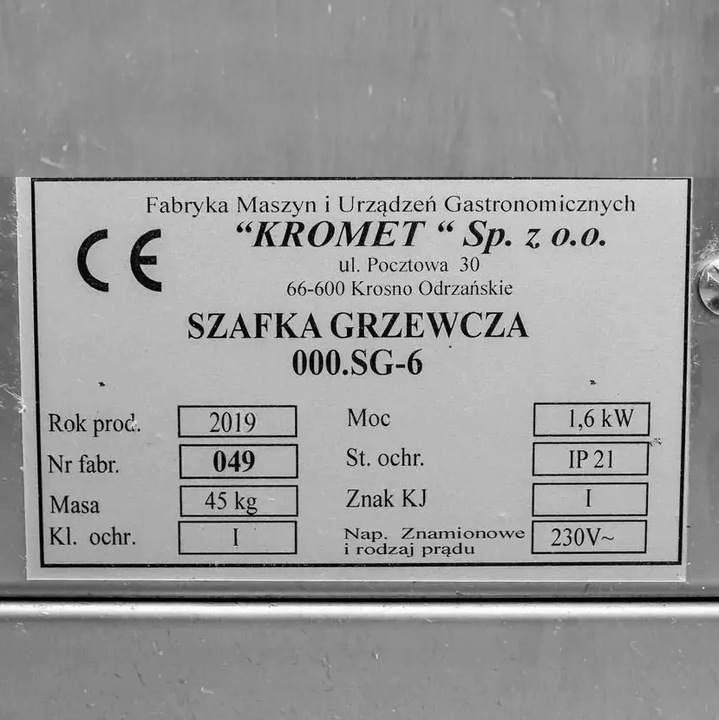 Fabryka Maszyn i Urządzeń Gastronomicznych
CE "KROMET “ Sp. z o.o.
ul. Pocztowa 30
66-600 Krosno Odrzańskie
SZAFKA GRZEWCZA
000.SG-6
Rok prod. 2019 Moc 1,6 kW
Nr fabr. 049 St. ochr. IP 21
Masa 45 kg Znak KJ I
Kl. ochr. I Nap. Znamionowe
i rodzaj prądu 230V~